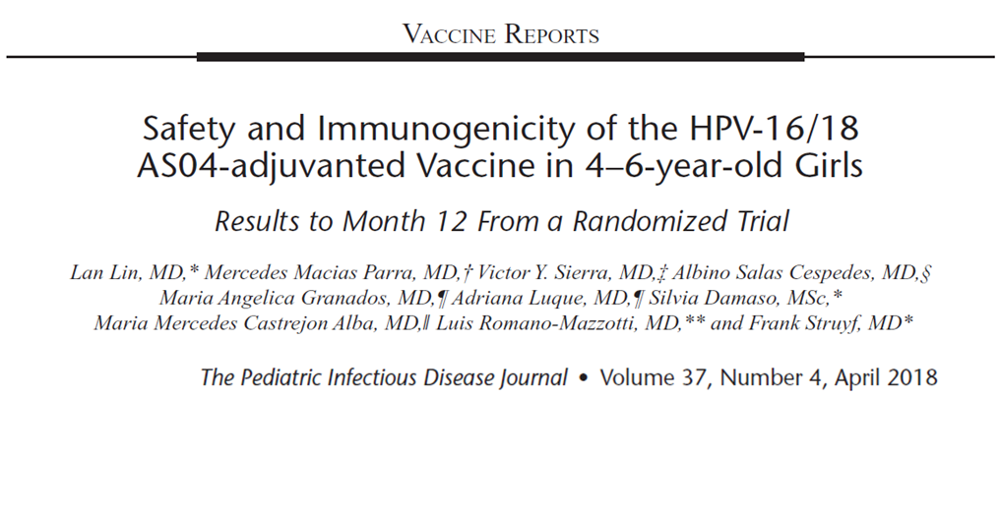 VACCINE REPORTS
Safety and Immunogenicity of the HPV-16/18
AS04-adjuvanted Vaccine in 4–6-year-old Girls
Results to Month 12 From a Randomized Trial
Lan Lin, MD,* Mercedes Macias Parra, MD,† Victor Y. Sierra, MD,‡ Albino Salas Cespedes, MD,§
Maria Angelica Granados, MD,¶ Adriana Luque, MD,¶ Silvia Damaso, MSc,*
Maria Mercedes Castrejon Alba, MD,‖ Luis Romano-Mazzotti, MD,** and Frank Struyf, MD*
The Pediatric Infectious Disease Journal • Volume 37, Number 4, April 2018